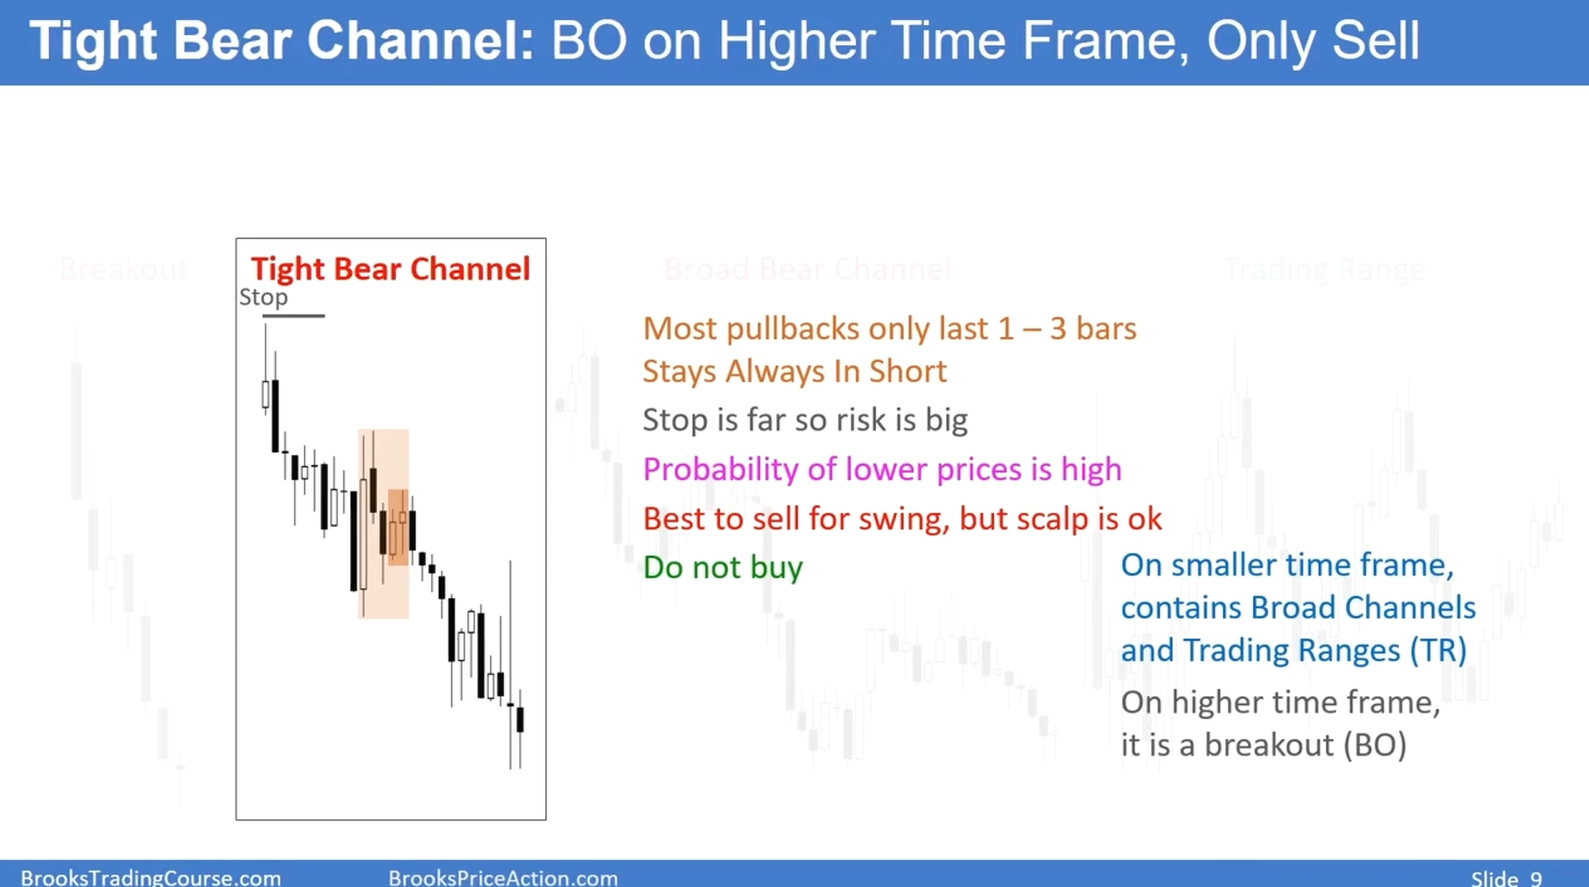 Tight Bear Channel: BO on Higher Time Frame, Only Sell
Breakout
Tight Bear Channel
Broad Bear Channel
Trading Range
Stop
Most pullbacks only last 1 – 3 bars
Stays Always In Short
Stop is far so risk is big
Probability of lower prices is high
Best to sell for swing, but scalp is ok
Do not buy
On smaller time frame,
contains Broad Channels
and Trading Ranges (TR)
On higher time frame,
it is a breakout (BO)
BrooksTradingCourse.com
BrooksPriceAction.com
Slide 9